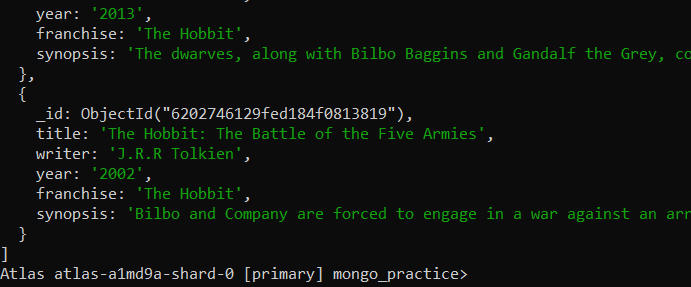 year: '2013',
franchise: 'The Hobbit',
synopsis: 'The dwarves, along with Bilbo Baggins and Gandalf the Grey, co
},
{
_id: ObjectId("6202746129fed184f0813819"),
title: 'The Hobbit: The Battle of the Five Armies',
writer: 'J.R.R Tolkien',
year: '2002',
franchise: 'The Hobbit',
synopsis: 'Bilbo and Company are forced to engage in a war against an arr
}
]
Atlas atlas-a1md9a-shard-0 [primary] mongo_practice>